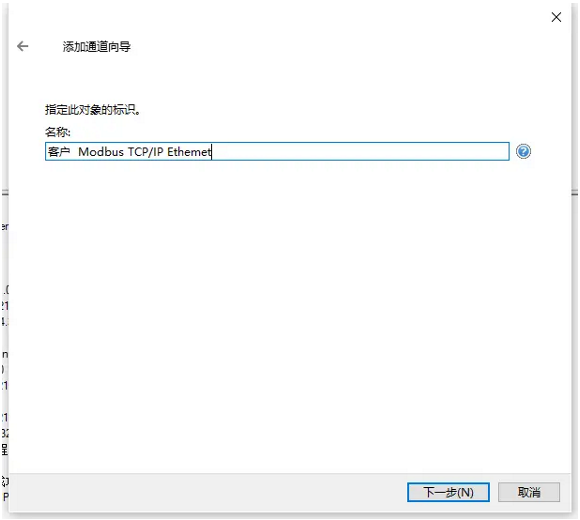 添加通道向导
指定此对象的标识。
名称:
客户 Modbus TCP/IP Ethemet
下一步(N)
取消